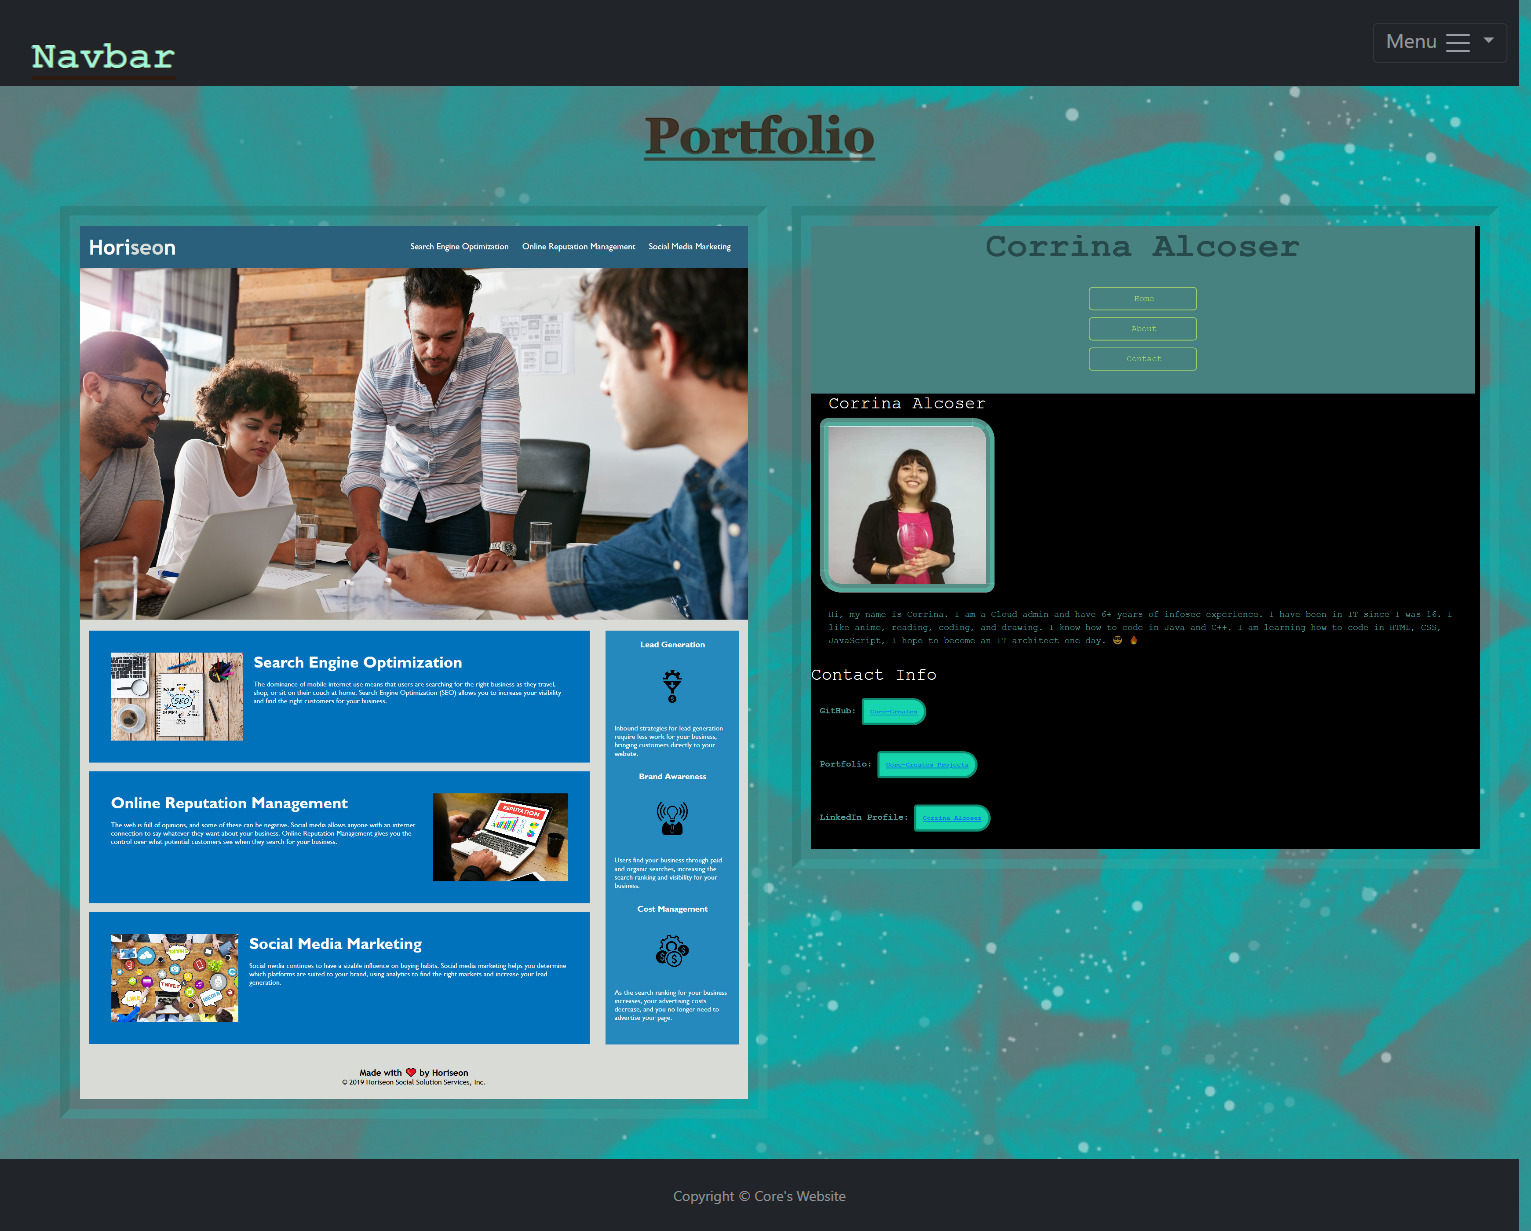 Navbar
Menu
Portfolio
Horiseon
Search Engine Optimization Online Reputation Management Social Media Marketing
Search Engine Optimization
The dominance of mobile internet use means that users are searching for the right business as they travel,
shop, or sit on their couch at home. Search Engine Optimization (SEO) allows you to increase your visibility
and find the right customers for your business.
SEO
Online Reputation Management
The web is full of opinions, and some of these can be negative. Social media allows anyone with an internet
connection to say whatever they want about your business. Online Reputation Management gives you the
control over what potential customers see when they search for your business.
REPUTATION
Social Media Marketing
Social media continues to have a sizable influence on buying habits. Social media marketing helps you determine
which platforms are suited to your brand, using analytics to find the right markets and increase your lead
generation.
Lead Generation
Inbound strategies for lead generation
require less work for your business,
bringing customers directly to your
website.
Brand Awareness
Users find your business through paid
and organic searches, increasing the
search ranking and visibility for your
business.
Cost Management
As the search ranking for your business
increases, your advertising costs
decrease, and you no longer need to
advertise your page.
Made with ❤️ by Horiseon
© 2019 Horiseon Social Solution Services, Inc.
Corrina Alcoser
Home
About
Contact
Corrina Alcoser
Hi, my name is Corrina. I am a Cloud admin and have 6+ years of infosec experience. I have been in IT since I was 16. I
like anime, reading, coding, and drawing. I know how to code in Java and C++. I am learning how to code in HTML, CSS,
JavaScript, I hope to become an IT architect one day. 😎 🔥
Contact Info
GitHub: Core-Creates
Portfolio: Core-Creates Projects
LinkedIn Profile: Corrina Alcoser
Copyright © Core's Website